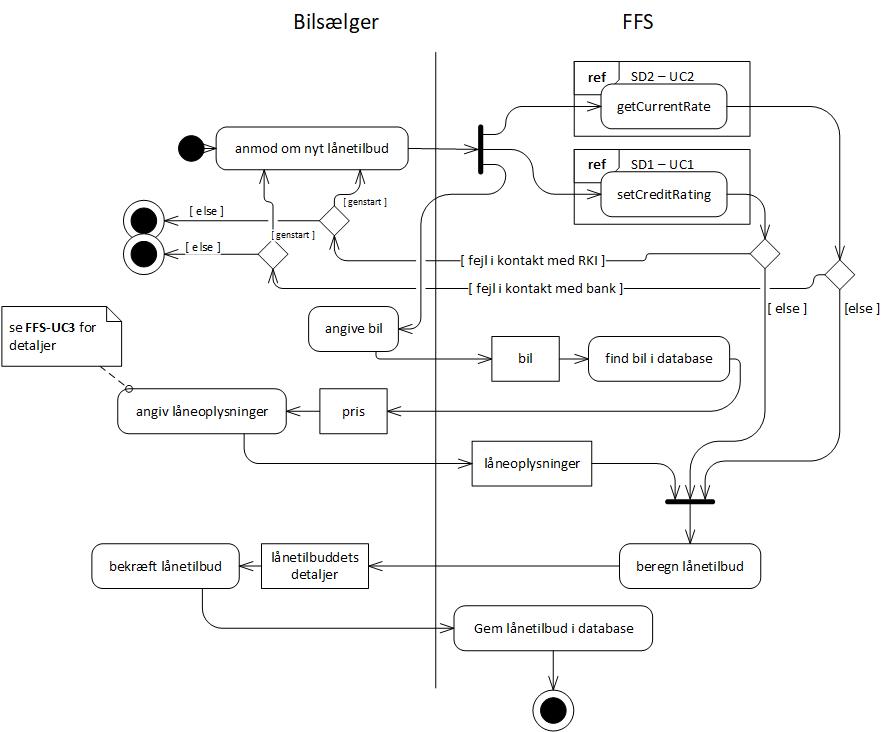 Bilsælger
FFS
ref
SD2 – UC2
getCurrentRate
anmod om nyt lånetilbud
ref
SD1 – UC1
setCreditRating
[ genstart ]
[ else ]
[ genstart ]
[ else ]
[ fejl i kontakt med RKI ]
[ fejl i kontakt med bank ]
[ else ]
[else ]
se FFS-UC3 for
detaljer
angive bil
bil
find bil i database
angiv låneoplysninger
pris
låneoplysninger
bekræft lånetilbud
lånetilbuddets
detaljer
beregn lånetilbud
Gem lånetilbud i database